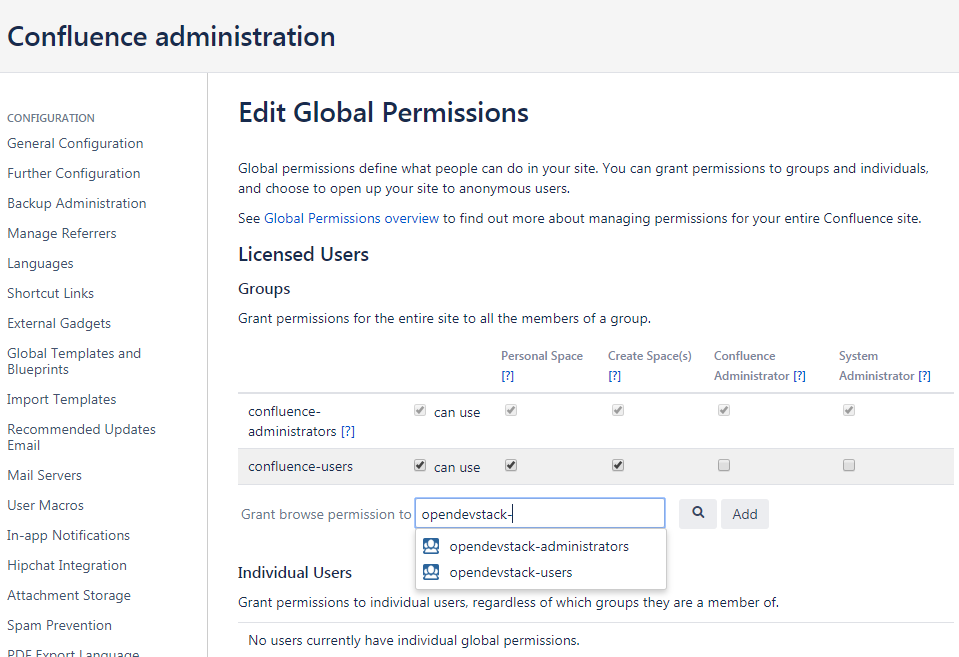 Confluence administration
CONFIGURATION
General Configuration
Further Configuration
Backup Administration
Manage Referrers
Languages
Shortcut Links
External Gadgets
Global Templates and
Blueprints
Import Templates
Recommended Updates
Email
Mail Servers
User Macros
In-app Notifications
Hipchat Integration
Attachment Storage
Spam Prevention
PDF Export Language
Edit Global Permissions
Global permissions define what people can do in your site. You can grant permissions to groups and individuals,
and choose to open up your site to anonymous users.
See Global Permissions overview to find out more about managing permissions for your entire Confluence site.
Licensed Users
Groups
Grant permissions for the entire site to all the members of a group.
Personal Space Create Space(s) Confluence System
[?] [?] Administrator [?] Administrator [?]
confluence- can use
administrators [?]
confluence-users can use
Grant browse permission to opendevstack- Add
opendevstack-administrators
opendevstack-users
Individual Users
Grant permissions to individual users, regardless of which groups they are a member of.
No users currently have individual global permissions.